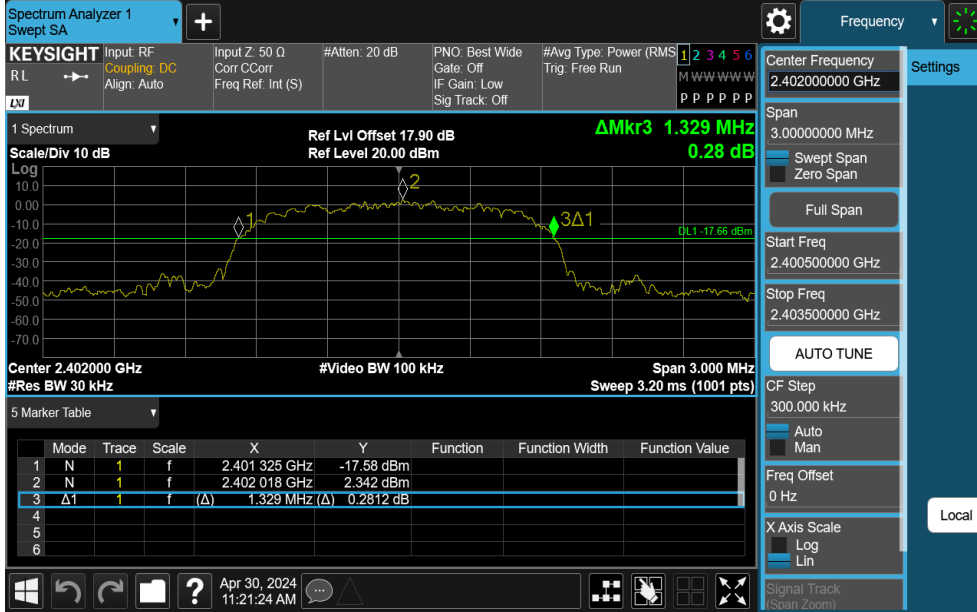 Spectrum Analyzer 1
Swept SA
+
Frequency
KEYSIGHT
R L
LXI
Input: RF
Coupling: DC
Align: Auto
Input Z: 50 Ω
Corr CCorr
Freq Ref: Int (S)
#Atten: 20 dB
PNO: Best Wide
Gate: Off
IF Gain: Low
Sig Track: Off
#Avg Type: Power (RMS
Trig: Free Run
1 2 3 4 5 6
M W W W W W
P P P P P P
1 Spectrum
Scale/Div 10 dB
Ref Lvl Offset 17.90 dB
Ref Level 20.00 dBm
ΔMkr3 1.329 MHz
0.28 dB
Log
10.0
0.00
-10.0
-20.0
-30.0
-40.0
-50.0
-60.0
-70.0
1
2
3Δ1
DL1 -17.66 dBm
Center 2.402000 GHz
#Video BW 100 kHz
Span 3.000 MHz
#Res BW 30 kHz
Sweep 3.20 ms (1001 pts)
5 Marker Table
Mode Trace Scale X Y Function Function Width Function Value
1 N 1 f 2.401 325 GHz -17.58 dBm
2 N 1 f 2.402 018 GHz 2.342 dBm
3 Δ1 1 f (Δ) 1.329 MHz (Δ) 0.2812 dB
4
5
6
?
Apr 30, 2024
11:21:24 AM
Center Frequency
2.402000000 GHz
Span
3.00000000 MHz
Swept Span
Zero Span
Full Span
Start Freq
2.400500000 GHz
Stop Freq
2.403500000 GHz
AUTO TUNE
CF Step
300.000 kHz
Auto
Man
Freq Offset
0 Hz
X Axis Scale
Log
Lin
Signal Track
(Span Zoom)
Settings
Local